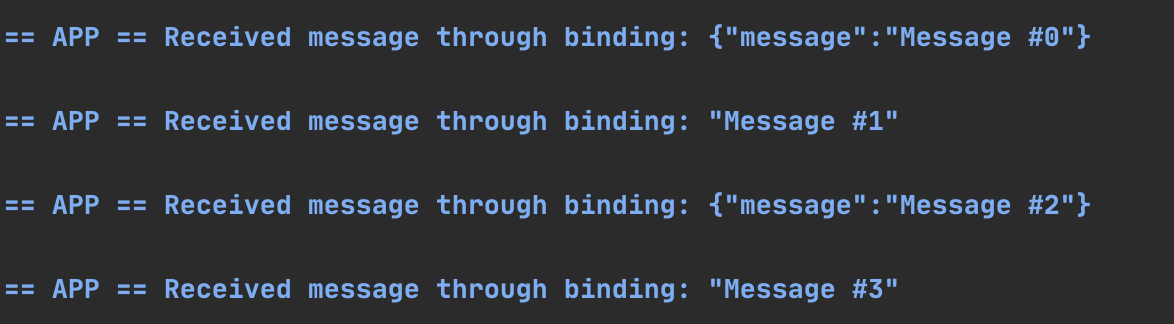 == APP == Received message through binding: {"message":"Message #0"}
== APP == Received message through binding: "Message #1"
== APP == Received message through binding: {"message":"Message #2"}
== APP == Received message through binding: "Message #3"